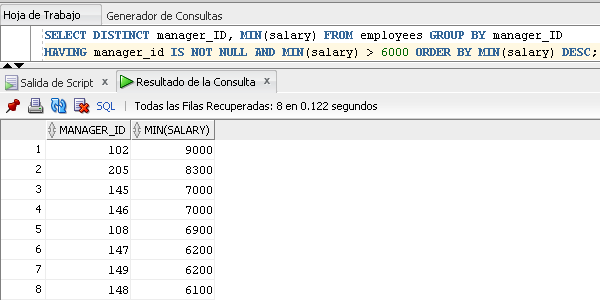 Hoja de Trabajo Generador de Consultas
SELECT DISTINCT manager_ID, MIN(salary) FROM employees GROUP BY manager_ID
HAVING manager_id IS NOT NULL AND MIN(salary) > 6000 ORDER BY MIN(salary) DESC;
Salida de Script x Resultado de la Consulta x
SQL | Todas las Filas Recuperadas: 8 en 0.122 segundos
MANAGER_ID MIN(SALARY)
1 102 9000
2 205 8300
3 145 7000
4 146 7000
5 108 6900
6 147 6200
7 149 6200
8 148 6100